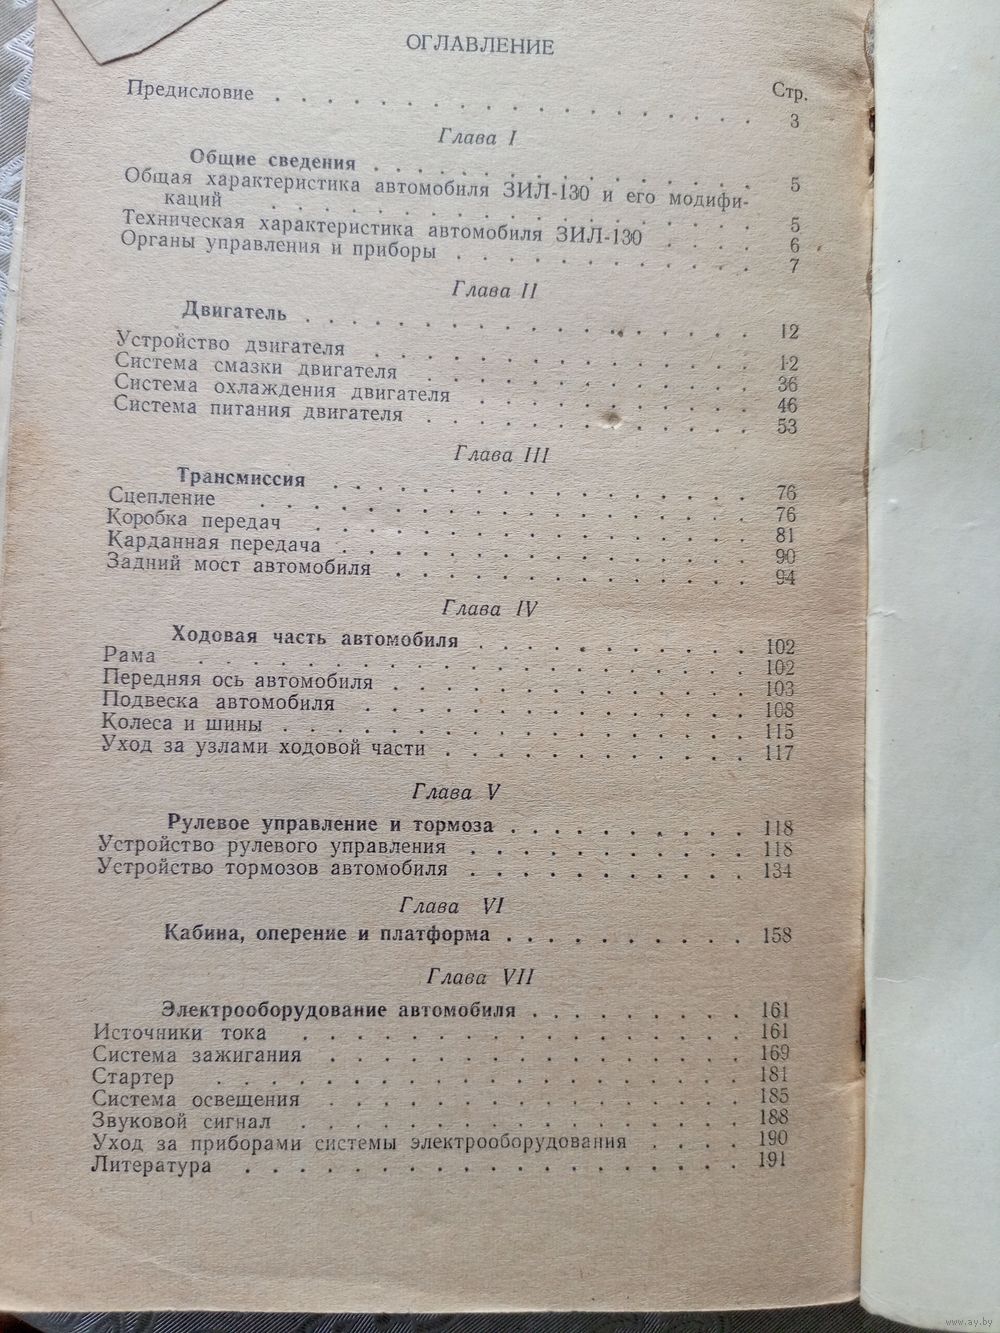 ОГЛАВЛЕНИЕ
Стр.
Предисловие . . . . . . . . . . . . . . . . . . . 3
Глава I
Общие сведения . . . . . . . . . . . . . . . . 5
Общая характеристика автомобиля ЗИЛ-130 и его модифи-
каций . . . . . . . . . . . . . . . . . . . 5
Техническая характеристика автомобиля ЗИЛ-130 . . . . 6
Органы управления и приборы . . . . . . . . . . . . 7
Глава II
Двигатель . . . . . . . . . . . . . . . . . . . 12
Устройство двигателя . . . . . . . . . . . . . . . 12
Система смазки двигателя . . . . . . . . . . . . . 36
Система охлаждения двигателя . . . . . . . . . . . 46
Система питания двигателя . . . . . . . . . . . . . 53
Глава III
Трансмиссия . . . . . . . . . . . . . . . . . . 76
Сцепление . . . . . . . . . . . . . . . . . . . 76
Коробка передач . . . . . . . . . . . . . . . . . 81
Карданная передача . . . . . . . . . . . . . . . . 90
Задний мост автомобиля . . . . . . . . . . . . . . 94
Глава IV
Ходовая часть автомобиля . . . . . . . . . . . . 102
Рама . . . . . . . . . . . . . . . . . . . . . 102
Передняя ось автомобиля . . . . . . . . . . . . . 103
Подвеска автомобиля . . . . . . . . . . . . . . . 108
Колеса и шины . . . . . . . . . . . . . . . . . 115
Уход за узлами ходовой части . . . . . . . . . . . 117
Глава V
Рулевое управление и тормоза . . . . . . . . . . 118
Устройство рулевого управления . . . . . . . . . . 118
Устройство тормозов автомобиля . . . . . . . . . . 134
Глава VI
Кабина, оперение и платформа . . . . . . . . . . 158
Глава VII
Электрооборудование автомобиля . . . . . . . . . 161
Источники тока . . . . . . . . . . . . . . . . . 161
Система зажигания . . . . . . . . . . . . . . . . 169
Стартер . . . . . . . . . . . . . . . . . . . . 181
Система освещения . . . . . . . . . . . . . . . . 185
Звуковой сигнал . . . . . . . . . . . . . . . . . 188
Уход за приборами системы электрооборудования . . . . 190
Литература . . . . . . . . . . . . . . . . . . . 191
www.ay.by